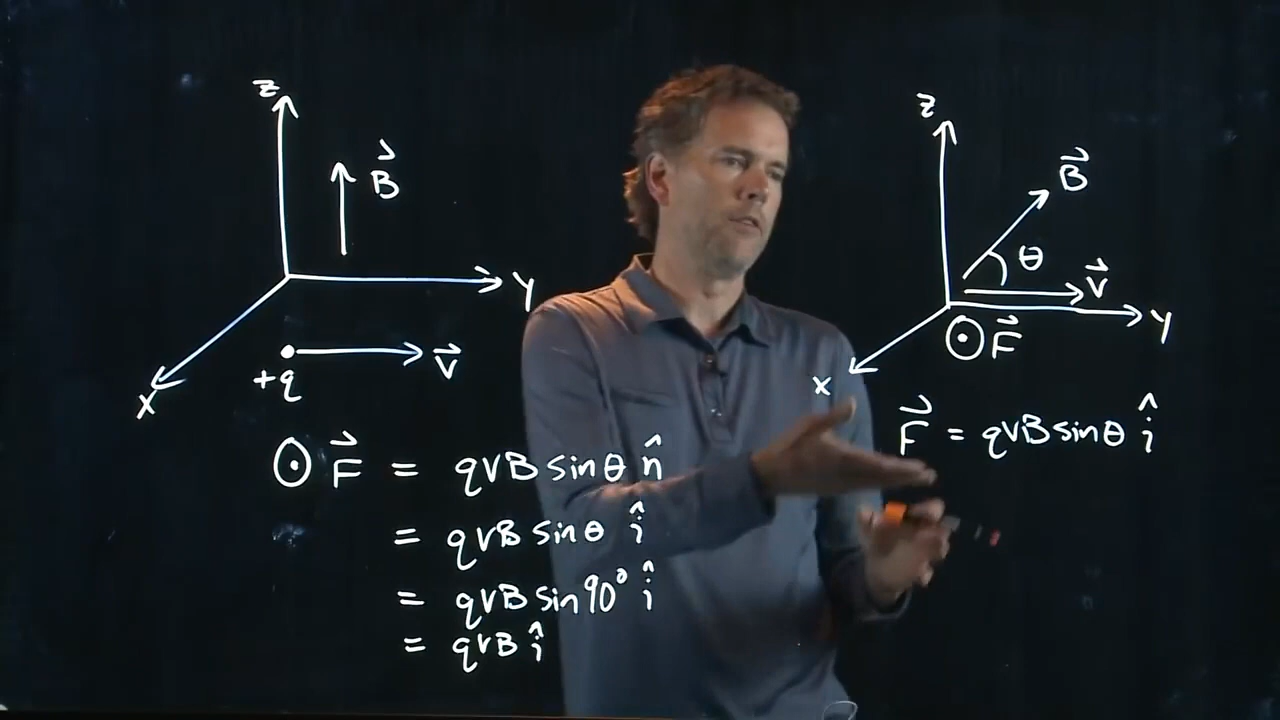 z
B⃗
y
x
+q
v⃗
⊙ F⃗ = qvB sinθ n̂
= qvB sinθ î
= qvB sin90° î
= qvB î
z
B⃗
θ
v⃗
y
⊙ F⃗
x
F⃗ = qvB sinθ î